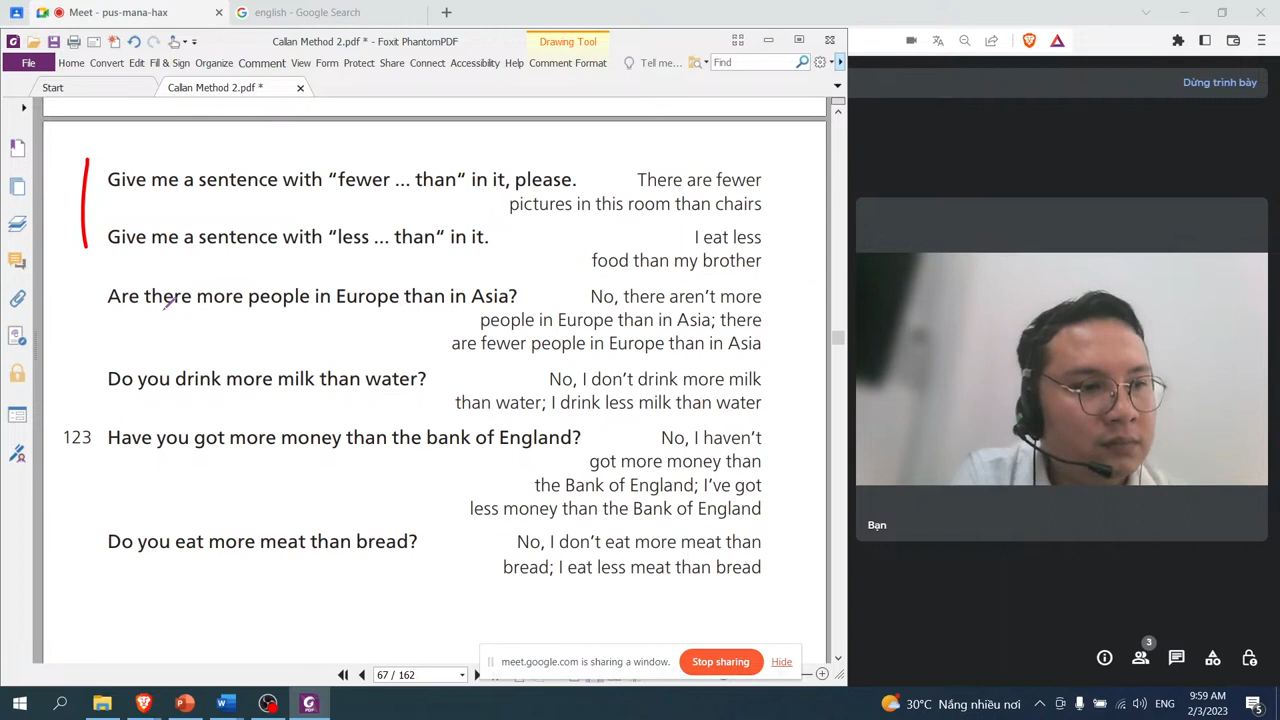 Meet - pus-mana-hax
english - Google Search
Callan Method 2.pdf * - Foxit PhantomPDF
Drawing Tool
File Home Convert Edit Fill & Sign Organize Comment View Form Protect Share Connect Accessibility Help Comment Format Tell me... Find
Start
Callan Method 2.pdf *
Dừng trình bày
Give me a sentence with “fewer ... than“ in it, please. There are fewer
pictures in this room than chairs
Give me a sentence with “less ... than“ in it. I eat less
food than my brother
Are there more people in Europe than in Asia? No, there aren’t more
people in Europe than in Asia; there
are fewer people in Europe than in Asia
Do you drink more milk than water? No, I don’t drink more milk
than water; I drink less milk than water
123 Have you got more money than the bank of England? No, I haven’t
got more money than
the Bank of England; I’ve got
less money than the Bank of England
Do you eat more meat than bread? No, I don’t eat more meat than
bread; I eat less meat than bread
Bạn
3
meet.google.com is sharing a window. Stop sharing Hide
67 / 162
30°C Nắng nhiều nơi
ENG
9:59 AM
2/3/2023
5